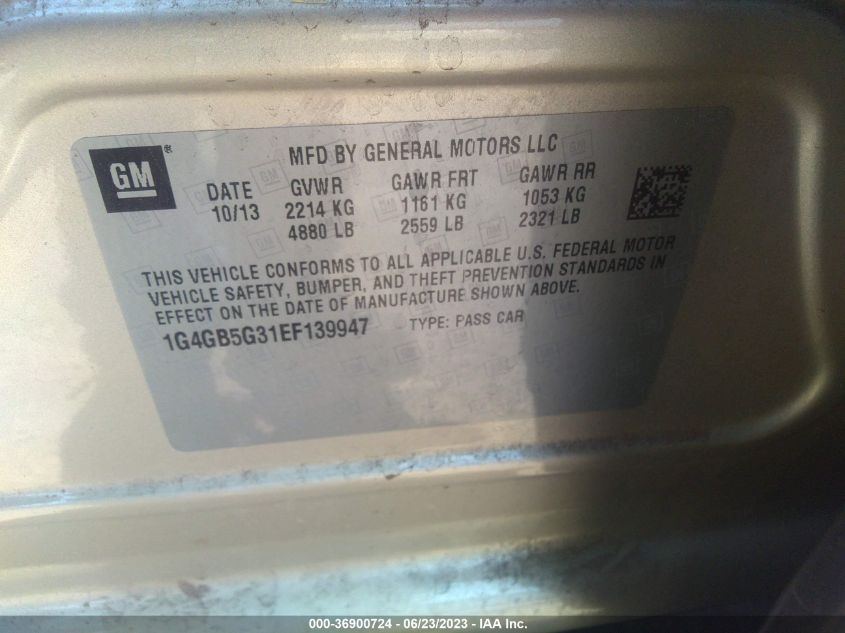 GM®
MFD BY GENERAL MOTORS LLC
DATE GVWR GAWR FRT GAWR RR
10/13 2214 KG 1161 KG 1053 KG
4880 LB 2559 LB 2321 LB
THIS VEHICLE CONFORMS TO ALL APPLICABLE U.S. FEDERAL MOTOR
VEHICLE SAFETY, BUMPER, AND THEFT PREVENTION STANDARDS IN
EFFECT ON THE DATE OF MANUFACTURE SHOWN ABOVE.
1G4GB5G31EF139947 TYPE: PASS CAR
000-36900724 - 06/23/2023 - IAA Inc.